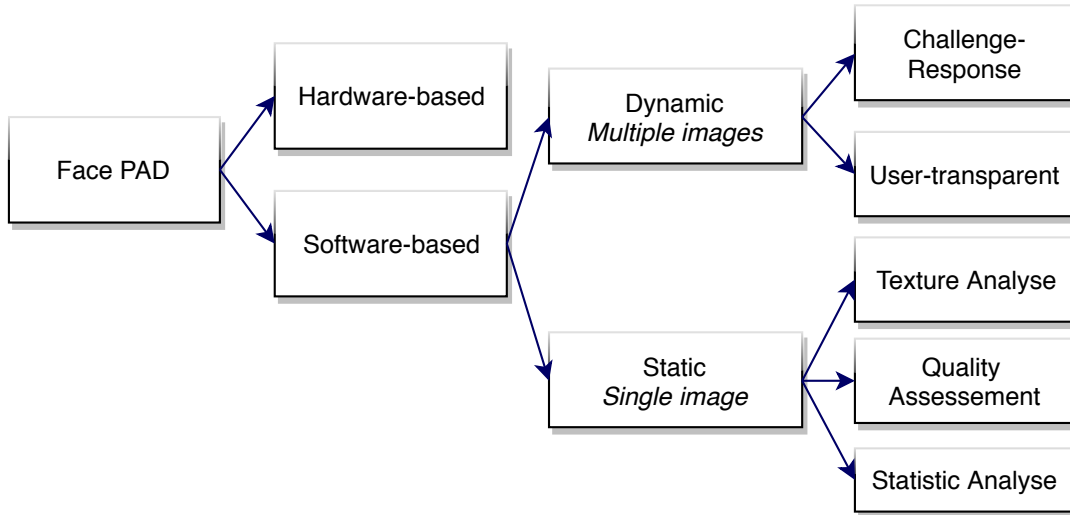 Face PAD
Hardware-based
Software-based
Dynamic
Multiple images
Static
Single image
Challenge-
Response
User-transparent
Texture Analyse
Quality
Assessement
Statistic Analyse